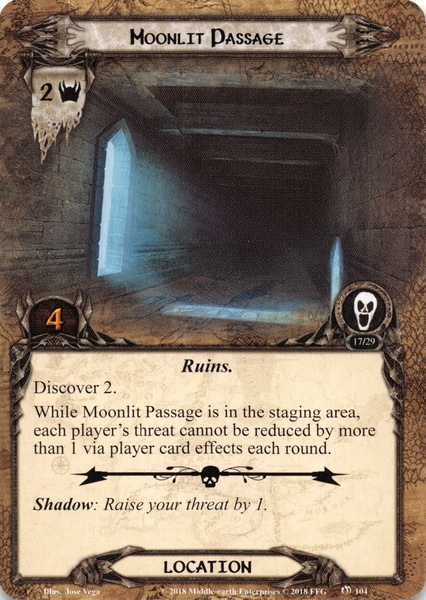 Moonlit Passage
2
4
17/29
Ruins.
Discover 2.
While Moonlit Passage is in the staging area,
each player's threat cannot be reduced by more
than 1 via player card effects each round.
Shadow: Raise your threat by 1.
LOCATION
Illus. Jose Vega © 2018 Middle-earth Enterprises © 2018 FFG 104